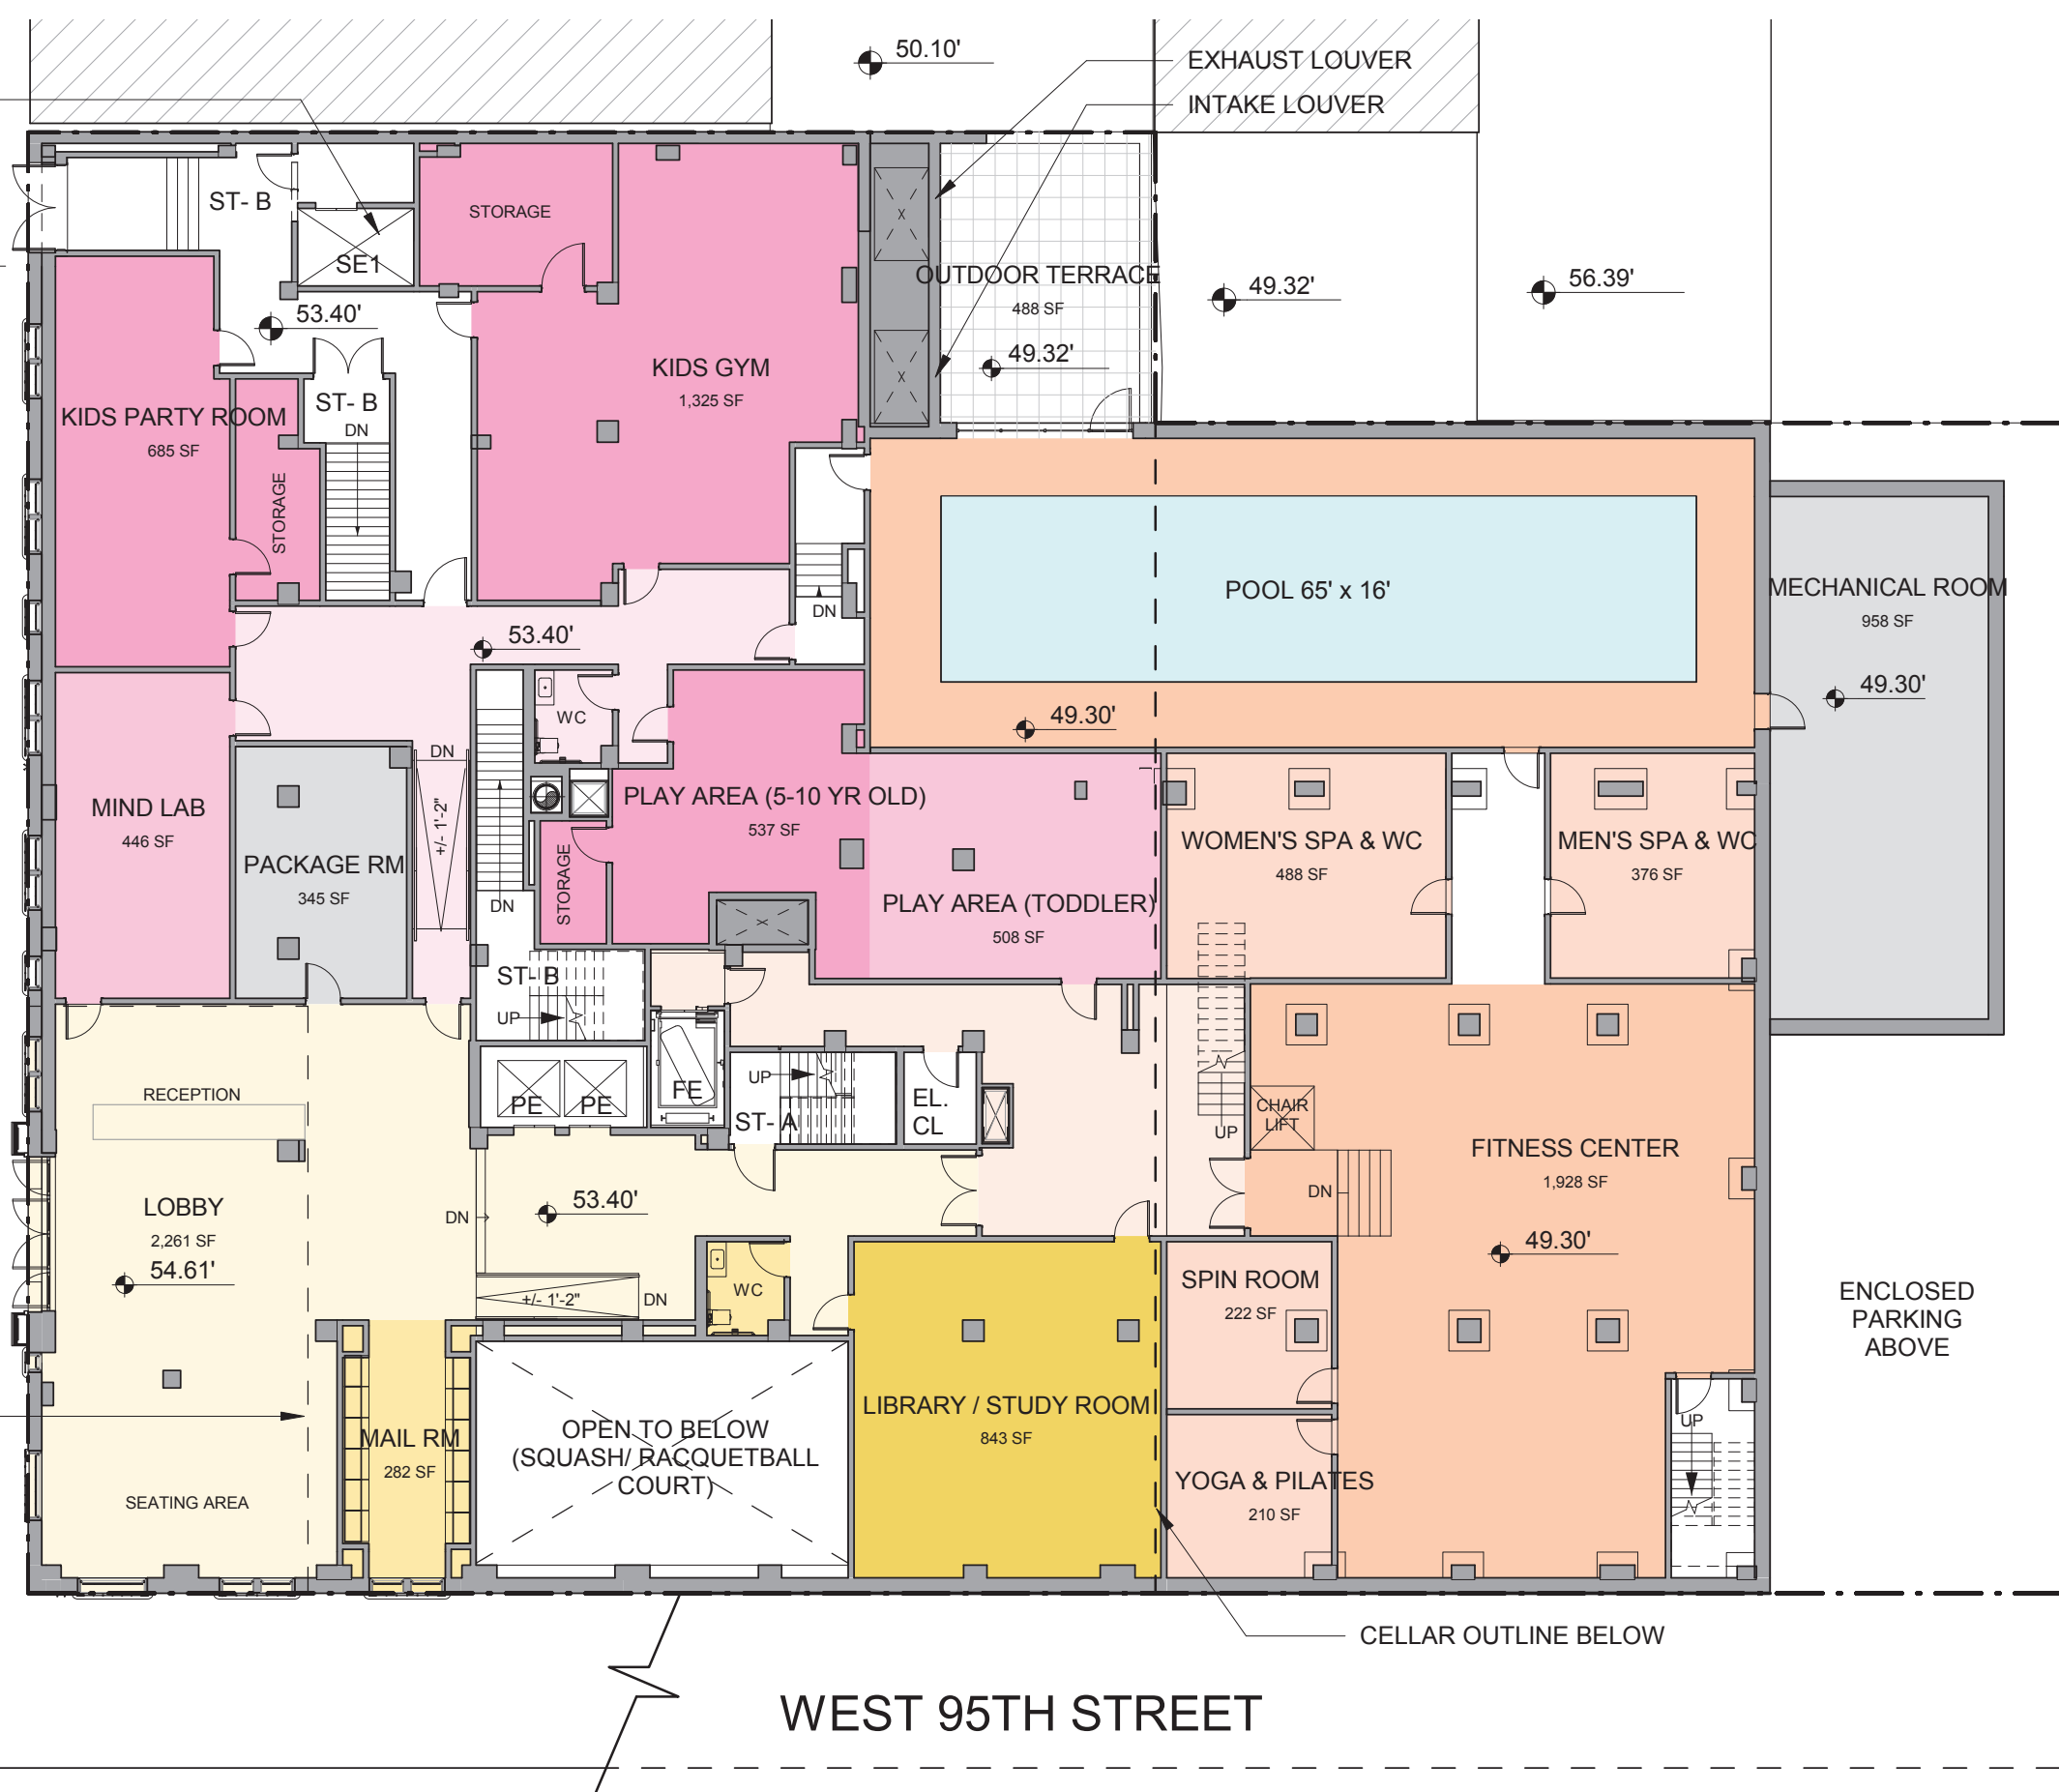 50.10'
EXHAUST LOUVER
INTAKE LOUVER
ST- B
STORAGE
SE1
OUTDOOR TERRACE
488 SF
49.32'
49.32'
56.39'
53.40'
KIDS GYM
1,325 SF
KIDS PARTY ROOM
685 SF
ST- B
DN
STORAGE
POOL 65' x 16'
MECHANICAL ROOM
958 SF
49.30'
DN
53.40'
WC
49.30'
DN
+/- 1'-2"
MIND LAB
446 SF
PACKAGE RM
345 SF
DN
STORAGE
PLAY AREA (5-10 YR OLD)
537 SF
PLAY AREA (TODDLER)
508 SF
WOMEN'S SPA & WC
488 SF
MEN'S SPA & WC
376 SF
ST- B
UP
RECEPTION
PE
PE
FE
UP
ST- A
EL.
CL
UP
CHAIR
LIFT
FITNESS CENTER
1,928 SF
49.30'
DN
LOBBY
2,261 SF
54.61'
DN
53.40'
+/- 1'-2"
DN
WC
SPIN ROOM
222 SF
ENCLOSED
PARKING
ABOVE
MAIL RM
282 SF
OPEN TO BELOW
(SQUASH/ RACQUETBALL
COURT)
LIBRARY / STUDY ROOM
843 SF
YOGA & PILATES
210 SF
UP
SEATING AREA
CELLAR OUTLINE BELOW
WEST 95TH STREET